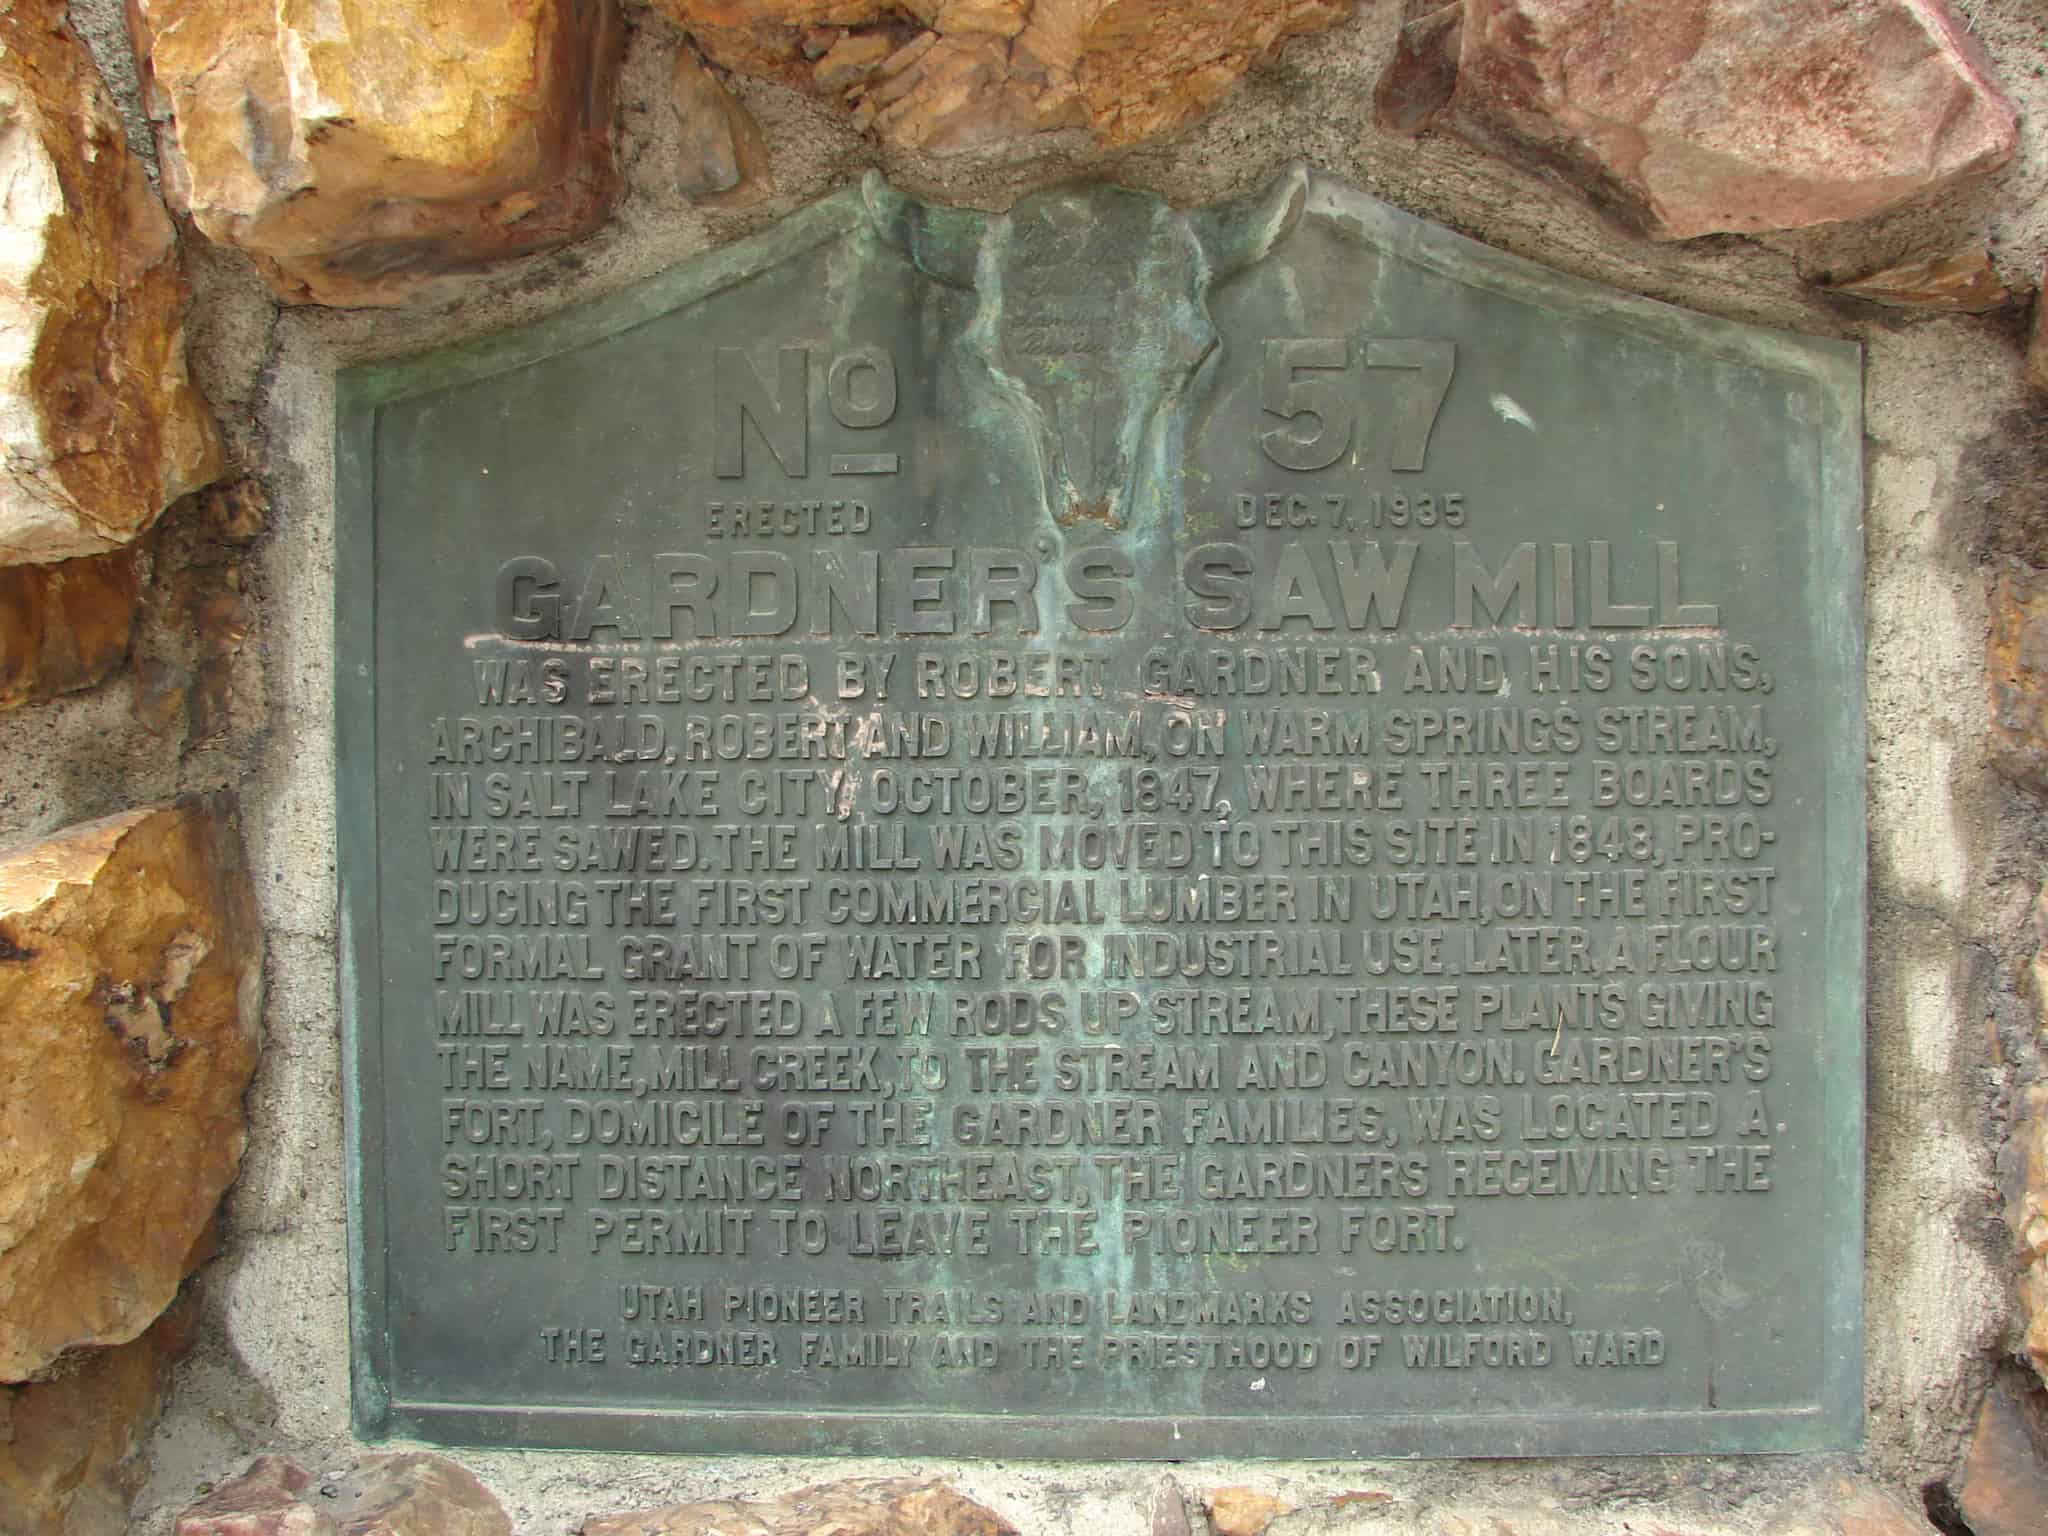 No 57
ERECTED DEC. 7, 1935
GARDNER'S SAW MILL
WAS ERECTED BY ROBERT GARDNER AND HIS SONS,
ARCHIBALD, ROBERT AND WILLIAM, ON WARM SPRINGS STREAM,
IN SALT LAKE CITY, OCTOBER, 1847, WHERE THREE BOARDS
WERE SAWED. THE MILL WAS MOVED TO THIS SITE IN 1848, PRO-
DUCING THE FIRST COMMERCIAL LUMBER IN UTAH, ON THE FIRST
FORMAL GRANT OF WATER FOR INDUSTRIAL USE. LATER, A FLOUR
MILL WAS ERECTED A FEW RODS UP STREAM, THESE PLANTS GIVING
THE NAME, MILL CREEK, TO THE STREAM AND CANYON. GARDNER'S
FORT, DOMICILE OF THE GARDNER FAMILIES, WAS LOCATED A
SHORT DISTANCE NORTHEAST, THE GARDNERS RECEIVING THE
FIRST PERMIT TO LEAVE THE PIONEER FORT.
UTAH PIONEER TRAILS AND LANDMARKS ASSOCIATION,
THE GARDNER FAMILY AND THE PRIESTHOOD OF WILFORD WARD